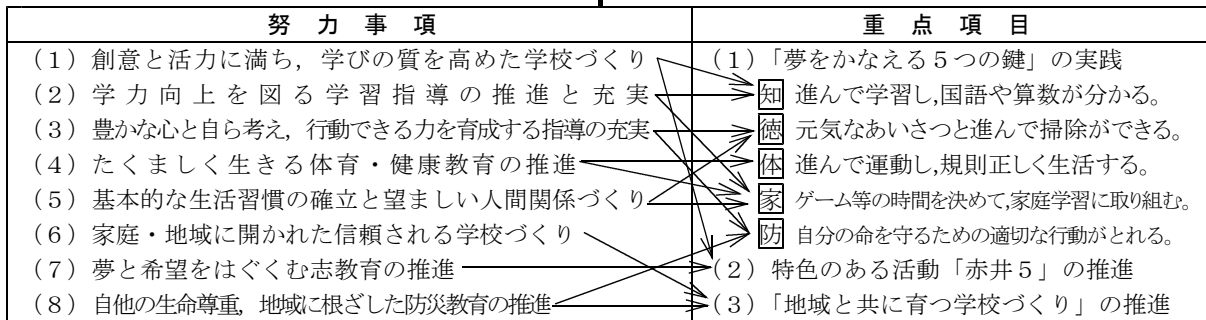 努力事項
重点項目
(1)創意と活力に満ち，学びの質を高めた学校づくり
(1)「夢をかなえる５つの鍵」の実践
(2)学力向上を図る学習指導の推進と充実
知 進んで学習し,国語や算数が分かる。
(3)豊かな心と自ら考え，行動できる力を育成する指導の充実
徳 元気なあいさつと進んで掃除ができる。
(4)たくましく生きる体育・健康教育の推進
体 進んで運動し,規則正しく生活する。
(5)基本的な生活習慣の確立と望ましい人間関係づくり
家 ゲーム等の時間を決めて,家庭学習に取り組む。
(6)家庭・地域に開かれた信頼される学校づくり
防 自分の命を守るための適切な行動がとれる。
(7)夢と希望をはぐくむ志教育の推進
(2)特色のある活動「赤井５」の推進
(8)自他の生命尊重，地域に根ざした防災教育の推進
(3)「地域と共に育つ学校づくり」の推進